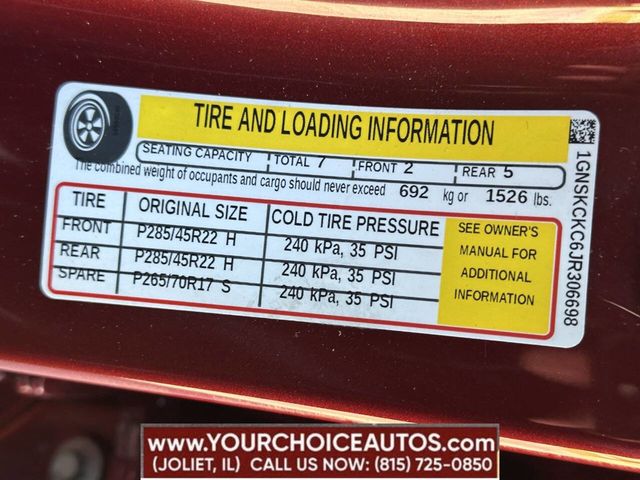 TIRE AND LOADING INFORMATION
SEATING CAPACITY TOTAL 7 FRONT 2 REAR 5
The combined weight of occupants and cargo should never exceed 692 kg or 1526 lbs.
TIRE ORIGINAL SIZE COLD TIRE PRESSURE
FRONT P285/45R22 H 240 kPa, 35 PSI
REAR P285/45R22 H 240 kPa, 35 PSI
SPARE P265/70R17 S 240 kPa, 35 PSI
SEE OWNER'S
MANUAL FOR
ADDITIONAL
INFORMATION
1GNSKCKC6JR306698
WWW.YOURCHOICEAUTOS.COM
(JOLIET, IL) CALL US NOW: (815) 725-0850